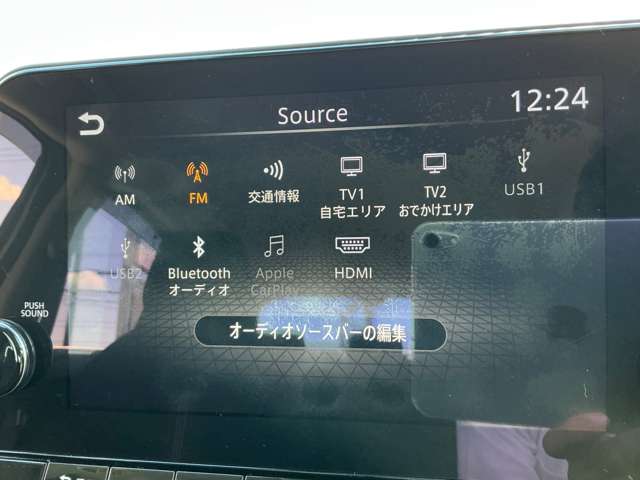 Source
12:24
AM
FM
交通情報
TV1
自宅エリア
TV2
おでかけエリア
USB1
USB2
Bluetooth
オーディオ
Apple
CarPlay
HDMI
オーディオソースバーの編集
PUSH
SOUND